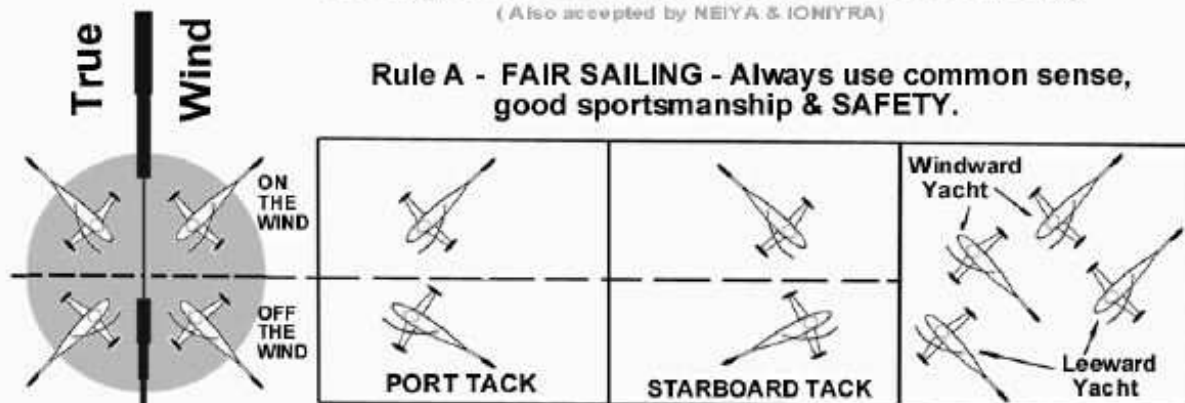 ( Also accepted by NEIYA & IONIYRA)
True Wind
Rule A - FAIR SAILING - Always use common sense,
good sportsmanship & SAFETY.
ON
THE
WIND
OFF
THE
WIND
PORT TACK
STARBOARD TACK
Windward
Yacht
Leeward
Yacht